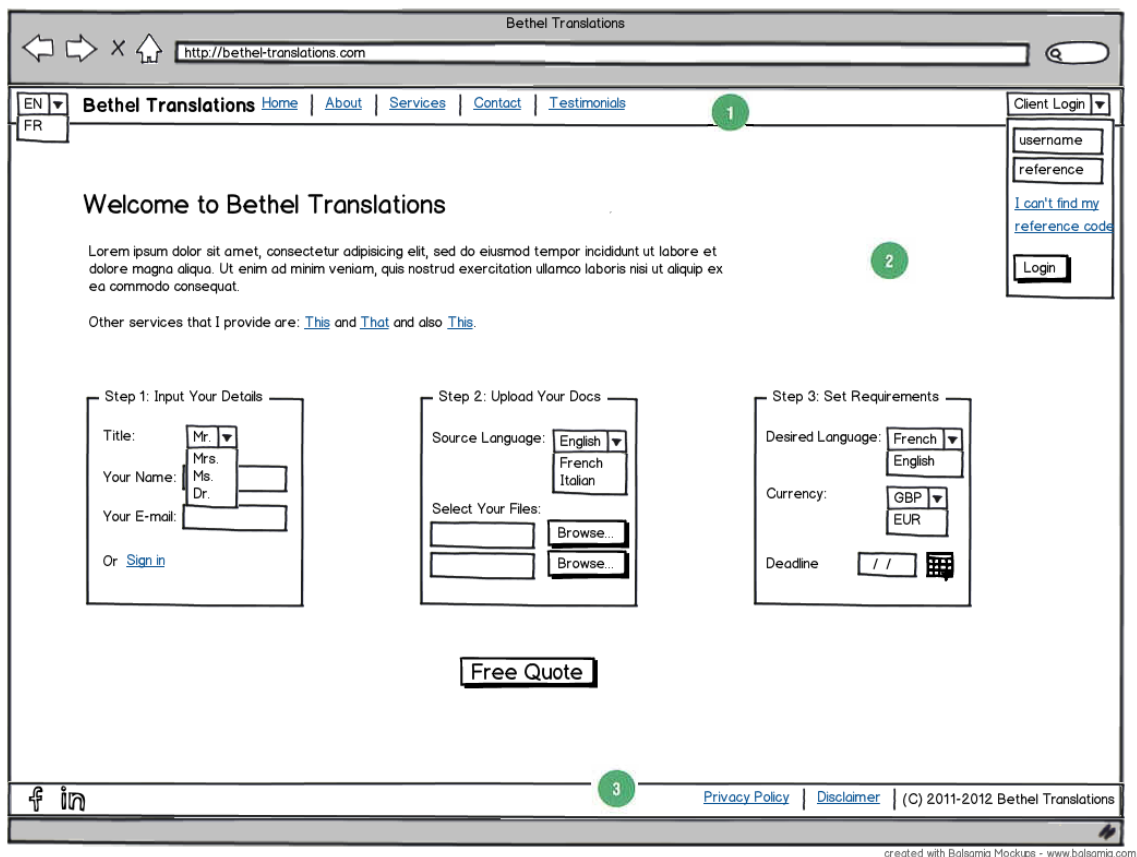 Bethel Translations
http://bethel-translations.com
EN
FR
Bethel Translations Home | About | Services | Contact | Testimonials
1
Client Login
username
reference
I can't find my
reference code
Login
Welcome to Bethel Translations
Lorem ipsum dolor sit amet, consectetur adipisicing elit, sed do eiusmod tempor incididunt ut labore et
dolore magna aliqua. Ut enim ad minim veniam, quis nostrud exercitation ullamco laboris nisi ut aliquip ex
ea commodo consequat.
2
Other services that I provide are: This and That and also This.
Step 1: Input Your Details
Title: Mr.
Mrs.
Ms.
Dr.
Your Name:
Your E-mail:
Or Sign in
Step 2: Upload Your Docs
Source Language: English
French
Italian
Select Your Files:
Browse...
Browse...
Step 3: Set Requirements
Desired Language: French
English
Currency: GBP
EUR
Deadline / /
Free Quote
3
f in
Privacy Policy | Disclaimer | (C) 2011-2012 Bethel Translations
created with Balsamiq Mockups - www.balsamiq.com